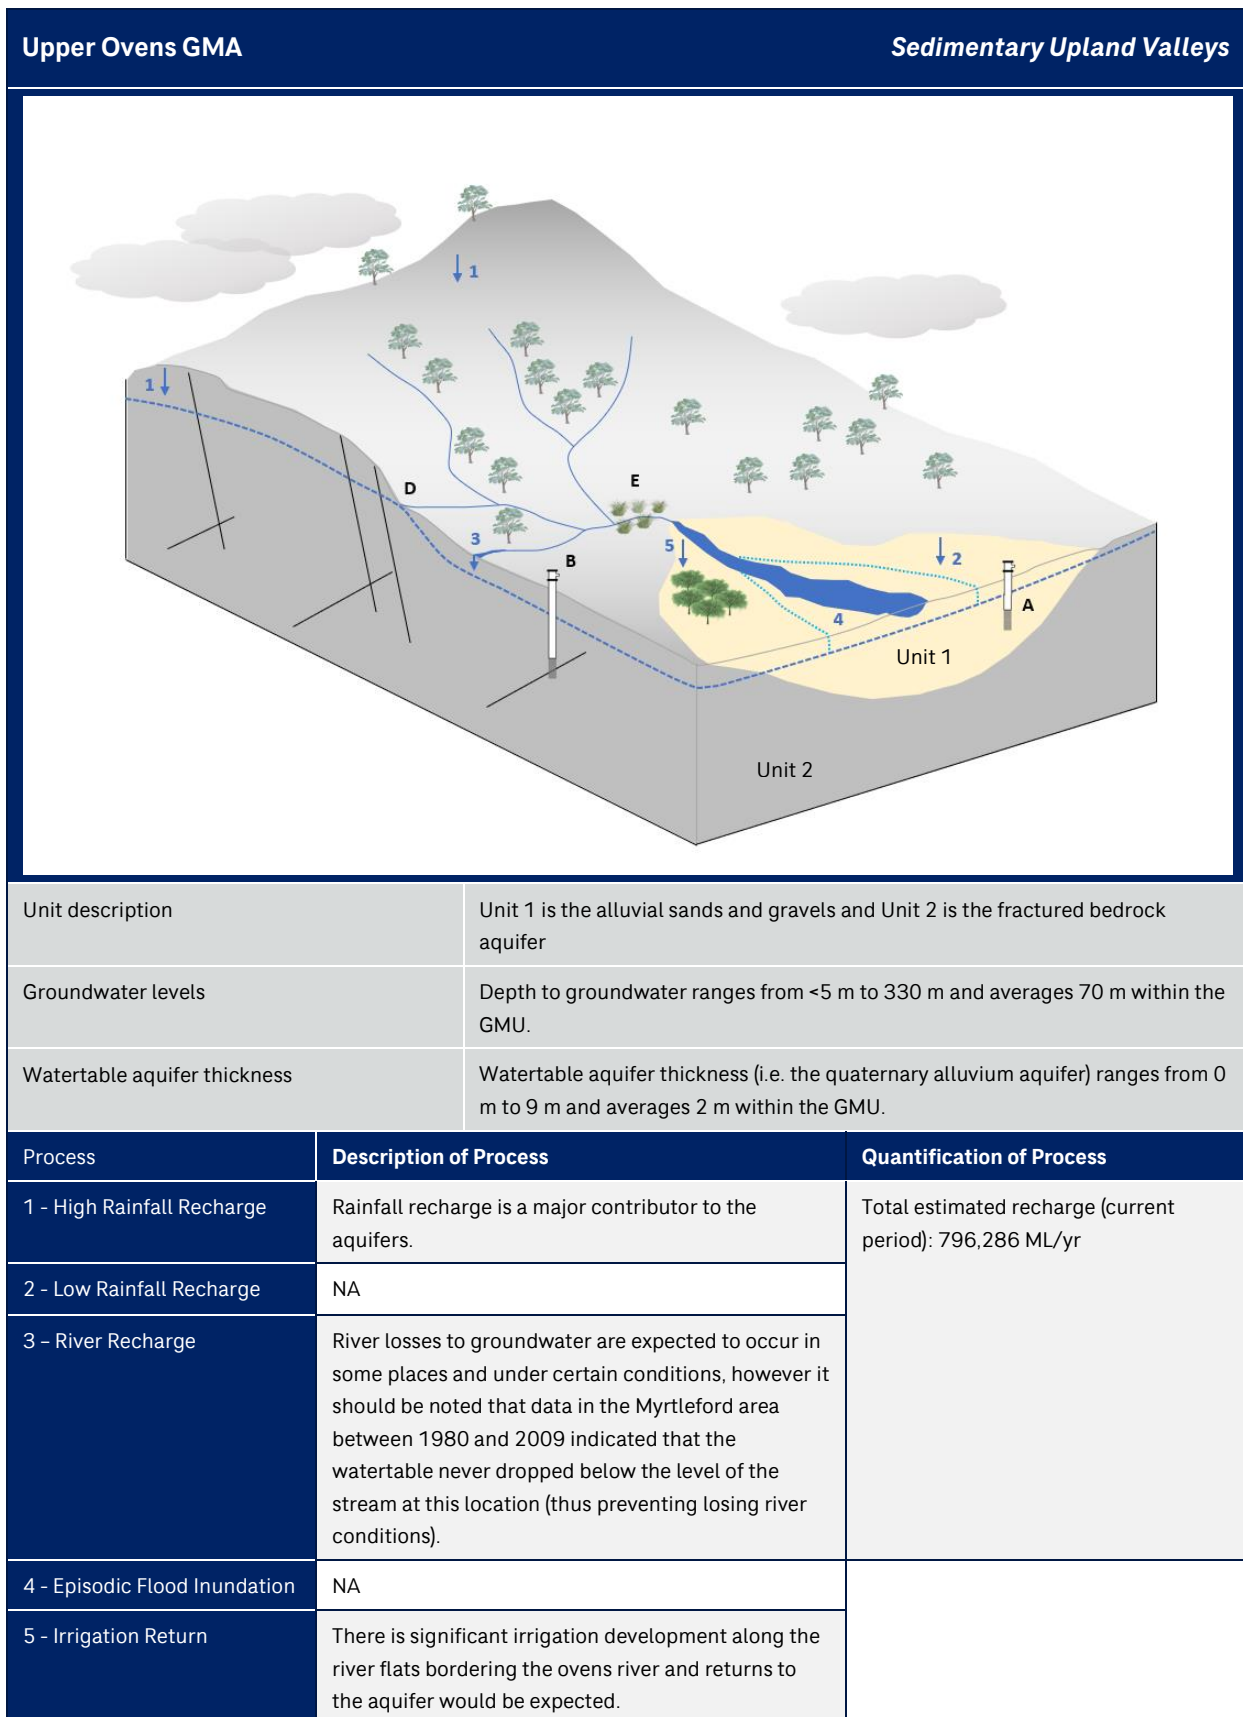 Upper Ovens GMA
Sedimentary Upland Valleys
1
1
D
E
3
B
5
2
A
4
Unit 1
Unit 2
Unit description
Unit 1 is the alluvial sands and gravels and Unit 2 is the fractured bedrock
aquifer
Groundwater levels
Depth to groundwater ranges from <5 m to 330 m and averages 70 m within the
GMU.
Watertable aquifer thickness
Watertable aquifer thickness (i.e. the quaternary alluvium aquifer) ranges from 0
m to 9 m and averages 2 m within the GMU.
Process
Description of Process
Quantification of Process
1 - High Rainfall Recharge
Rainfall recharge is a major contributor to the
aquifers.
Total estimated recharge (current
period): 796,286 ML/yr
2 - Low Rainfall Recharge
NA
3 – River Recharge
River losses to groundwater are expected to occur in
some places and under certain conditions, however it
should be noted that data in the Myrtleford area
between 1980 and 2009 indicated that the
watertable never dropped below the level of the
stream at this location (thus preventing losing river
conditions).
4 - Episodic Flood Inundation
NA
5 - Irrigation Return
There is significant irrigation development along the
river flats bordering the ovens river and returns to
the aquifer would be expected.